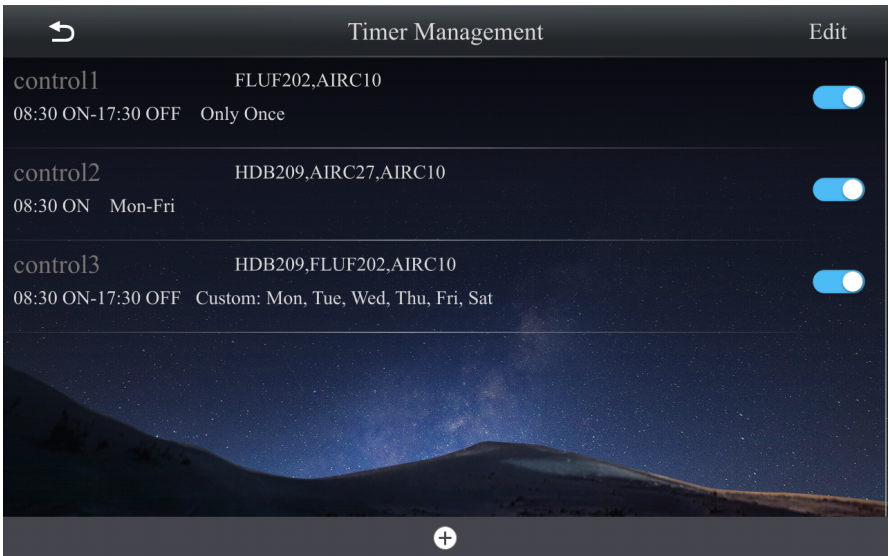 Timer Management Edit
control1 FLUF202,AIRC10
08:30 ON-17:30 OFF Only Once
control2 HDB209,AIRC27,AIRC10
08:30 ON Mon-Fri
control3 HDB209,FLUF202,AIRC10
08:30 ON-17:30 OFF Custom: Mon, Tue, Wed, Thu, Fri, Sat